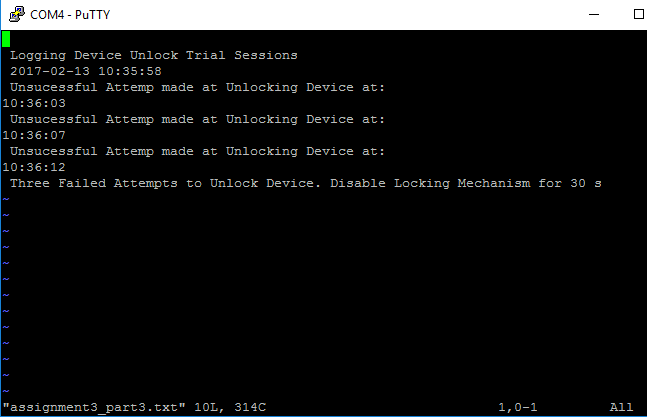 COM4 - PuTTY
Logging Device Unlock Trial Sessions
2017-02-13 10:35:58
Unsucessful Attemp made at Unlocking Device at:
10:36:03
Unsucessful Attemp made at Unlocking Device at:
10:36:07
Unsucessful Attemp made at Unlocking Device at:
10:36:12
Three Failed Attempts to Unlock Device. Disable Locking Mechanism for 30 s
~
~
~
~
~
~
~
~
~
~
~
~
~
"assignment3_part3.txt" 10L, 314C 1,0-1 All